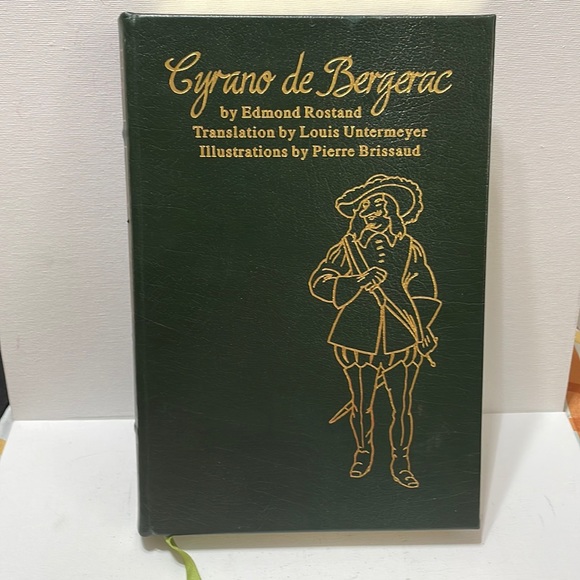 Cyrano de Bergerac
by Edmond Rostand
Translation by Louis Untermeyer
Illustrations by Pierre Brissaud